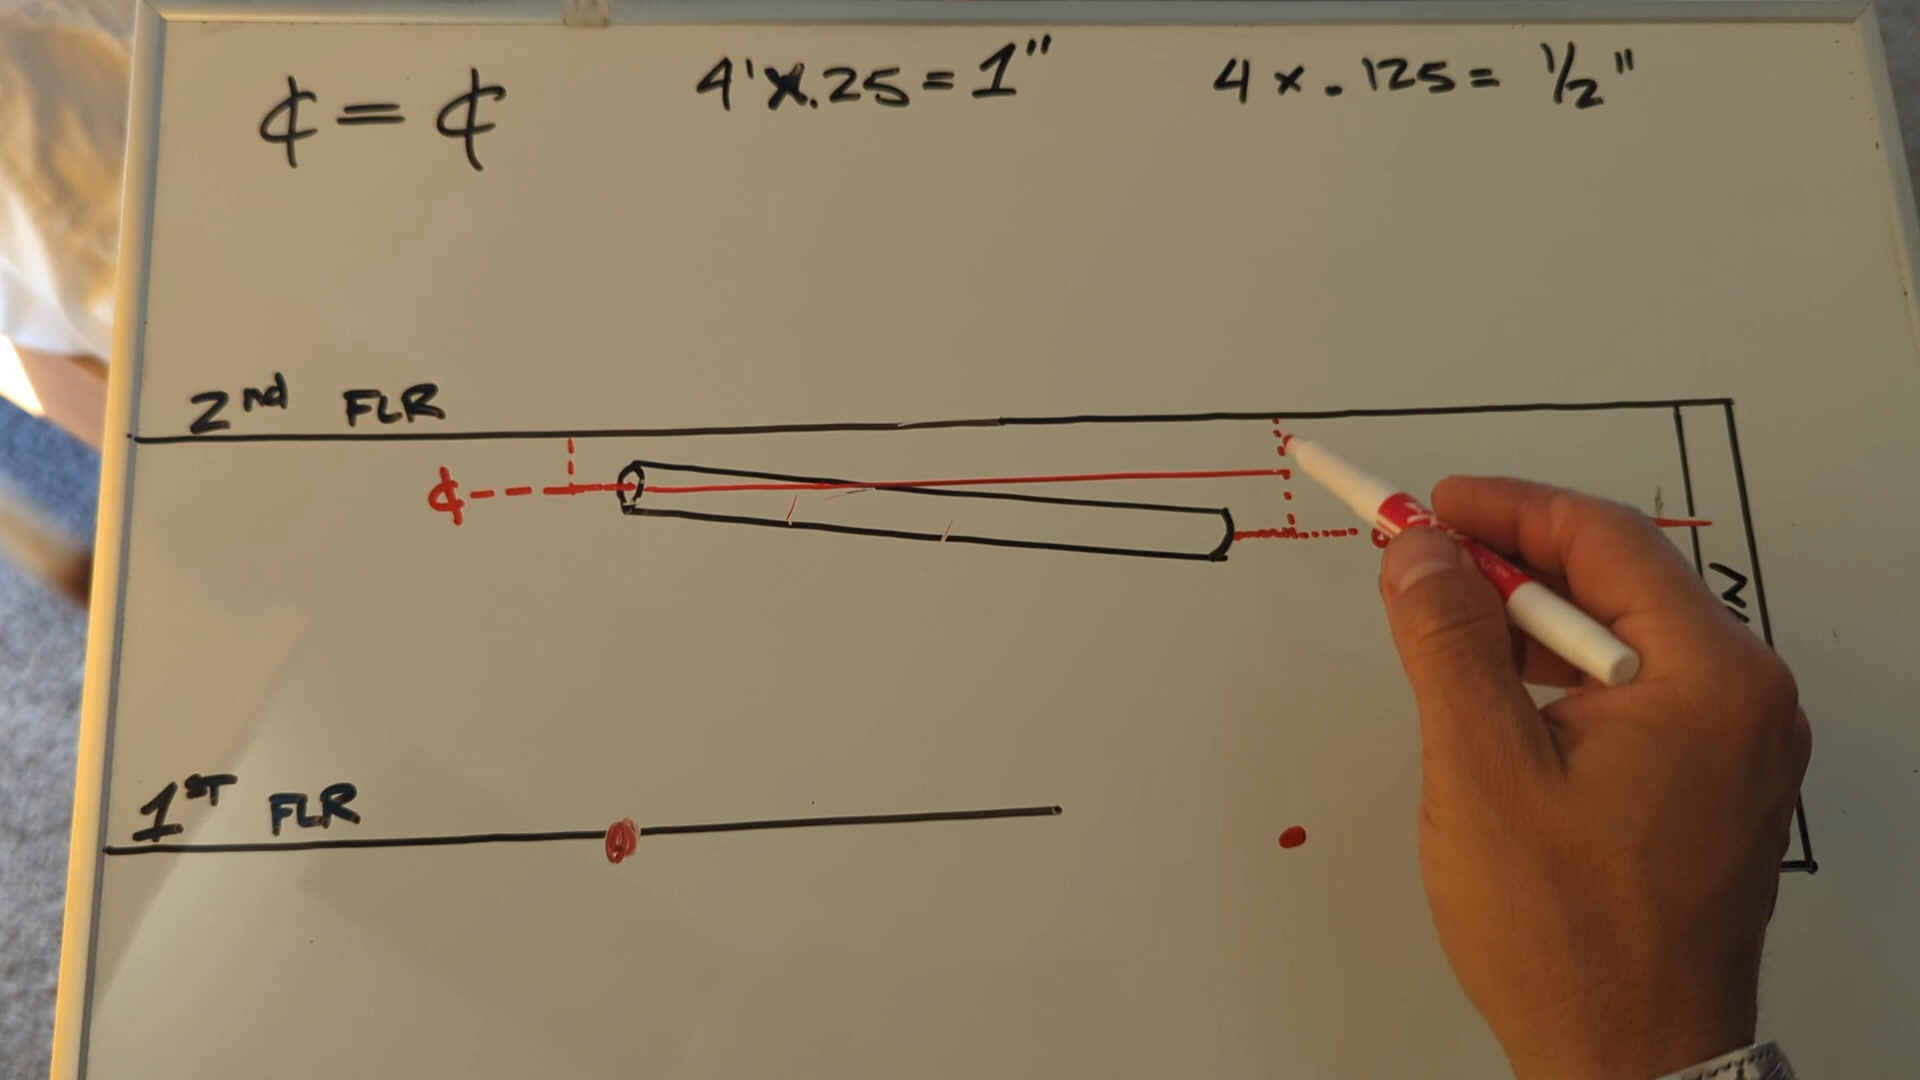 ¢ = ¢
4' x .25 = 1"
4 x .125 = 1/2"
2nd FLR
¢
1ST FLR